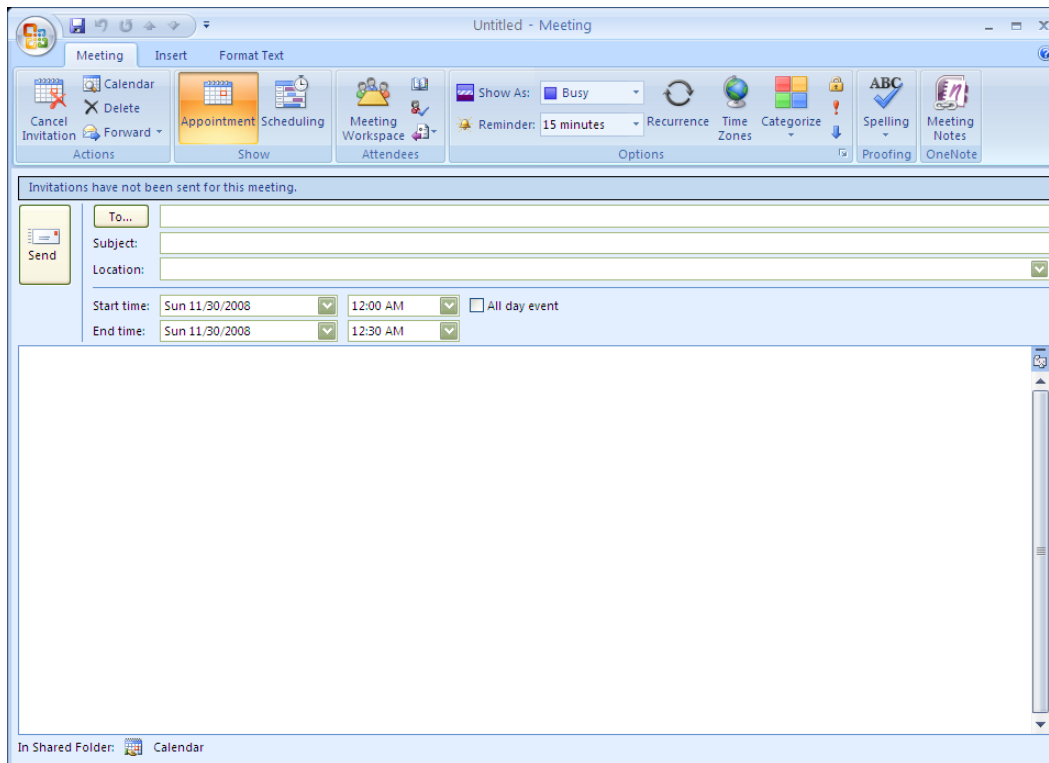 Untitled - Meeting
Meeting Insert Format Text
Cancel Invitation
Calendar
Delete
Forward
Actions
Appointment
Scheduling
Show
Meeting Workspace
Attendees
Show As: Busy
Reminder: 15 minutes
Recurrence
Time Zones
Categorize
Options
ABC
Spelling
Proofing
Meeting Notes
OneNote
Invitations have not been sent for this meeting.
Send
To...
Subject:
Location:
Start time: Sun 11/30/2008 12:00 AM All day event
End time: Sun 11/30/2008 12:30 AM
In Shared Folder: Calendar